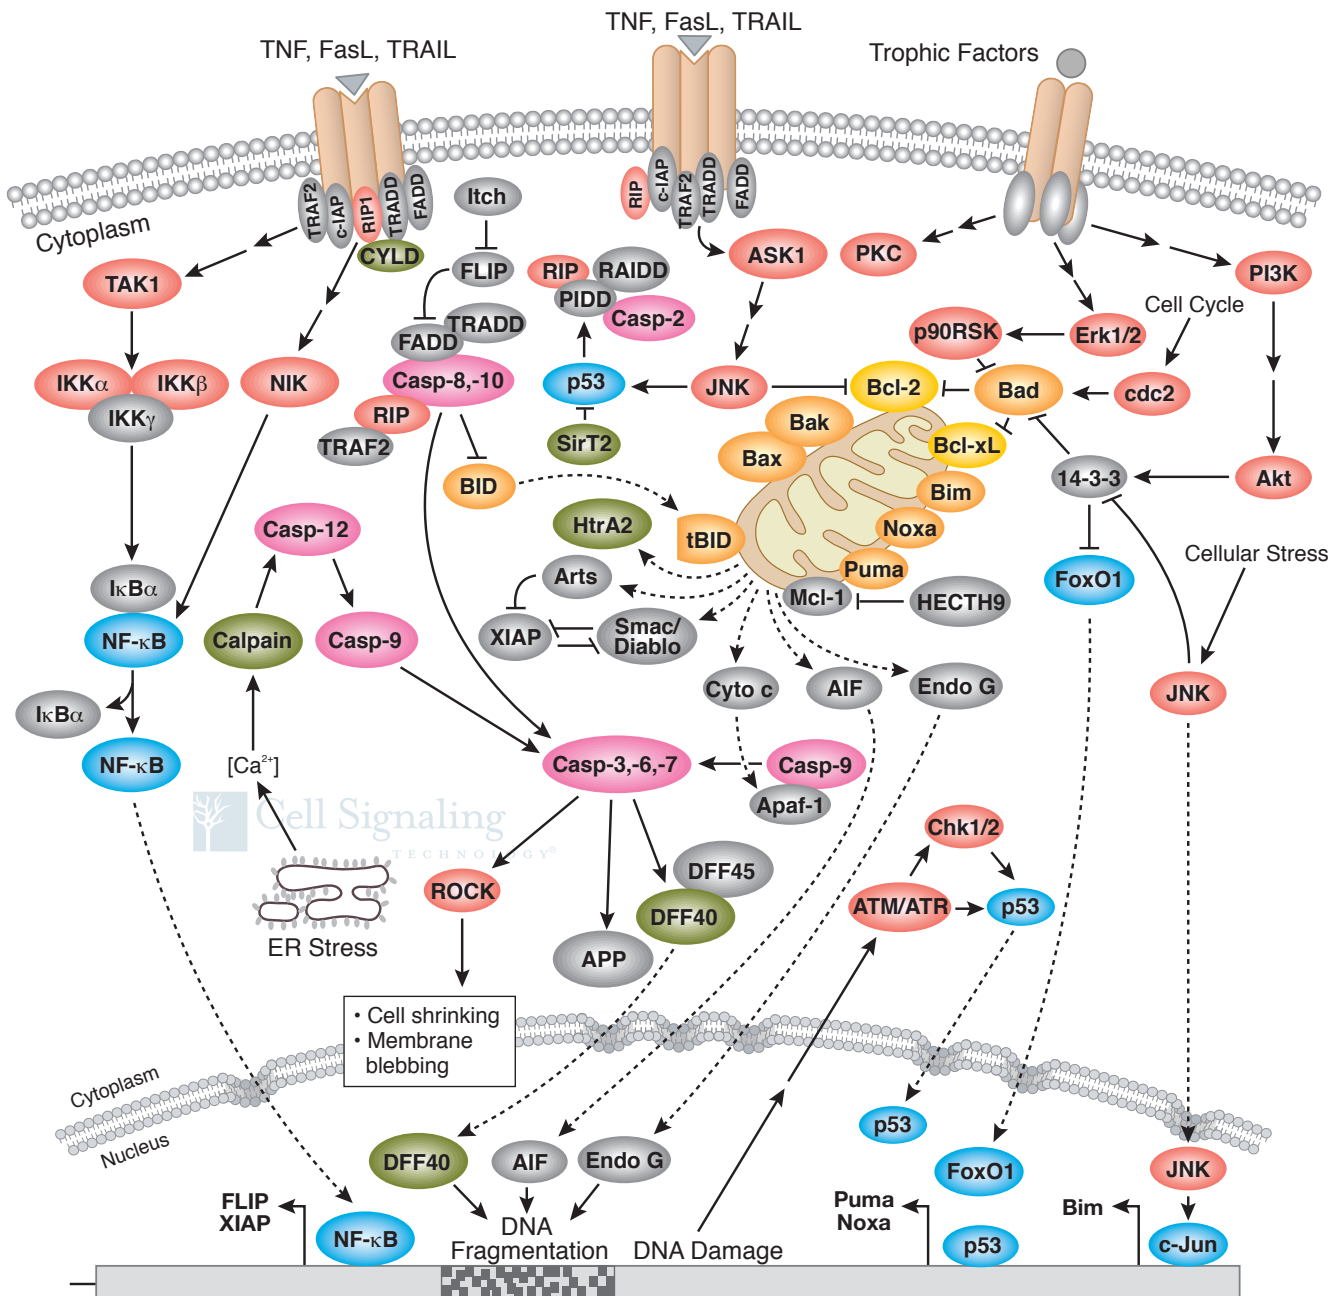 TNF, FasL, TRAIL
TNF, FasL, TRAIL
Trophic Factors
Cytoplasm
TRAF2
c-IAP
RIP1
TRADD
FADD
CYLD
Itch
FLIP
RIP
c-IAP
TRAF2
TRADD
FADD
ASK1
PKC
PI3K
TAK1
RIP
RAIDD
PIDD
Casp-2
Cell Cycle
TRADD
FADD
p90RSK
Erk1/2
IKKα
IKKβ
IKKγ
NIK
Casp-8,-10
RIP
TRAF2
p53
JNK
Bcl-2
Bad
cdc2
SirT2
Bak
Bax
Bcl-xL
Bim
Noxa
Puma
Mcl-1
14-3-3
Akt
BID
tBID
HtrA2
Casp-12
Arts
XIAP
Smac/
Diablo
HECTH9
FoxO1
Cellular Stress
IκBα
NF-κB
Calpain
Casp-9
Cyto c
AIF
Endo G
JNK
IκBα
NF-κB
[Ca2+]
Casp-3,-6,-7
Casp-9
Apaf-1
Cell Signaling
TECHNOLOGY®
Chk1/2
ER Stress
ROCK
DFF45
DFF40
APP
ATM/ATR
p53
• Cell shrinking
• Membrane
blebbing
Cytoplasm
Nucleus
p53
DFF40
AIF
Endo G
FoxO1
JNK
FLIP
XIAP
NF-κB
DNA
Fragmentation
DNA Damage
Puma
Noxa
p53
Bim
c-Jun